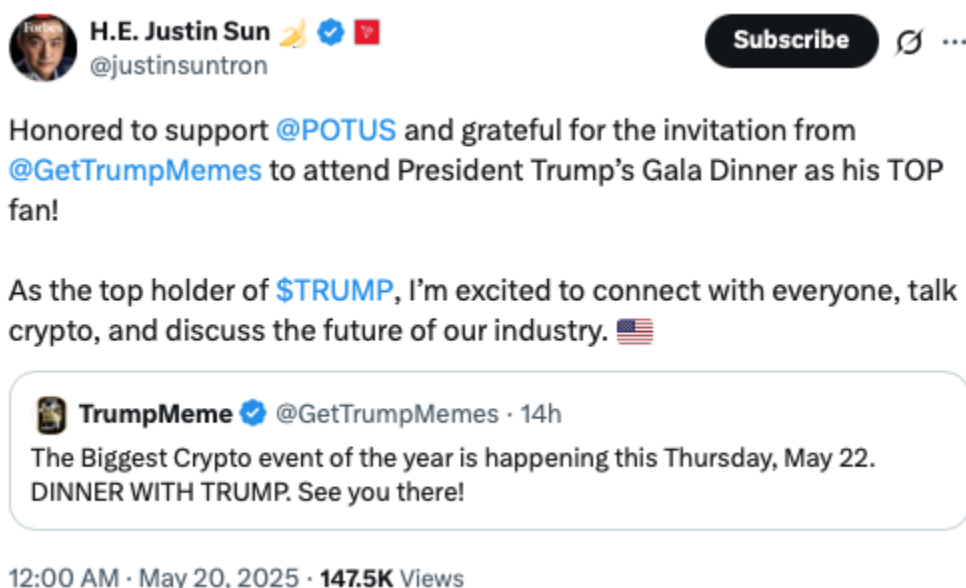 Forbes
H.E. Justin Sun 🍌
@justinsuntron
Subscribe
Honored to support @POTUS and grateful for the invitation from
@GetTrumpMemes to attend President Trump’s Gala Dinner as his TOP
fan!
As the top holder of $TRUMP, I’m excited to connect with everyone, talk
crypto, and discuss the future of our industry. 🇺🇸
TrumpMeme @GetTrumpMemes · 14h
The Biggest Crypto event of the year is happening this Thursday, May 22.
DINNER WITH TRUMP. See you there!
12:00 AM · May 20, 2025 · 147.5K Views